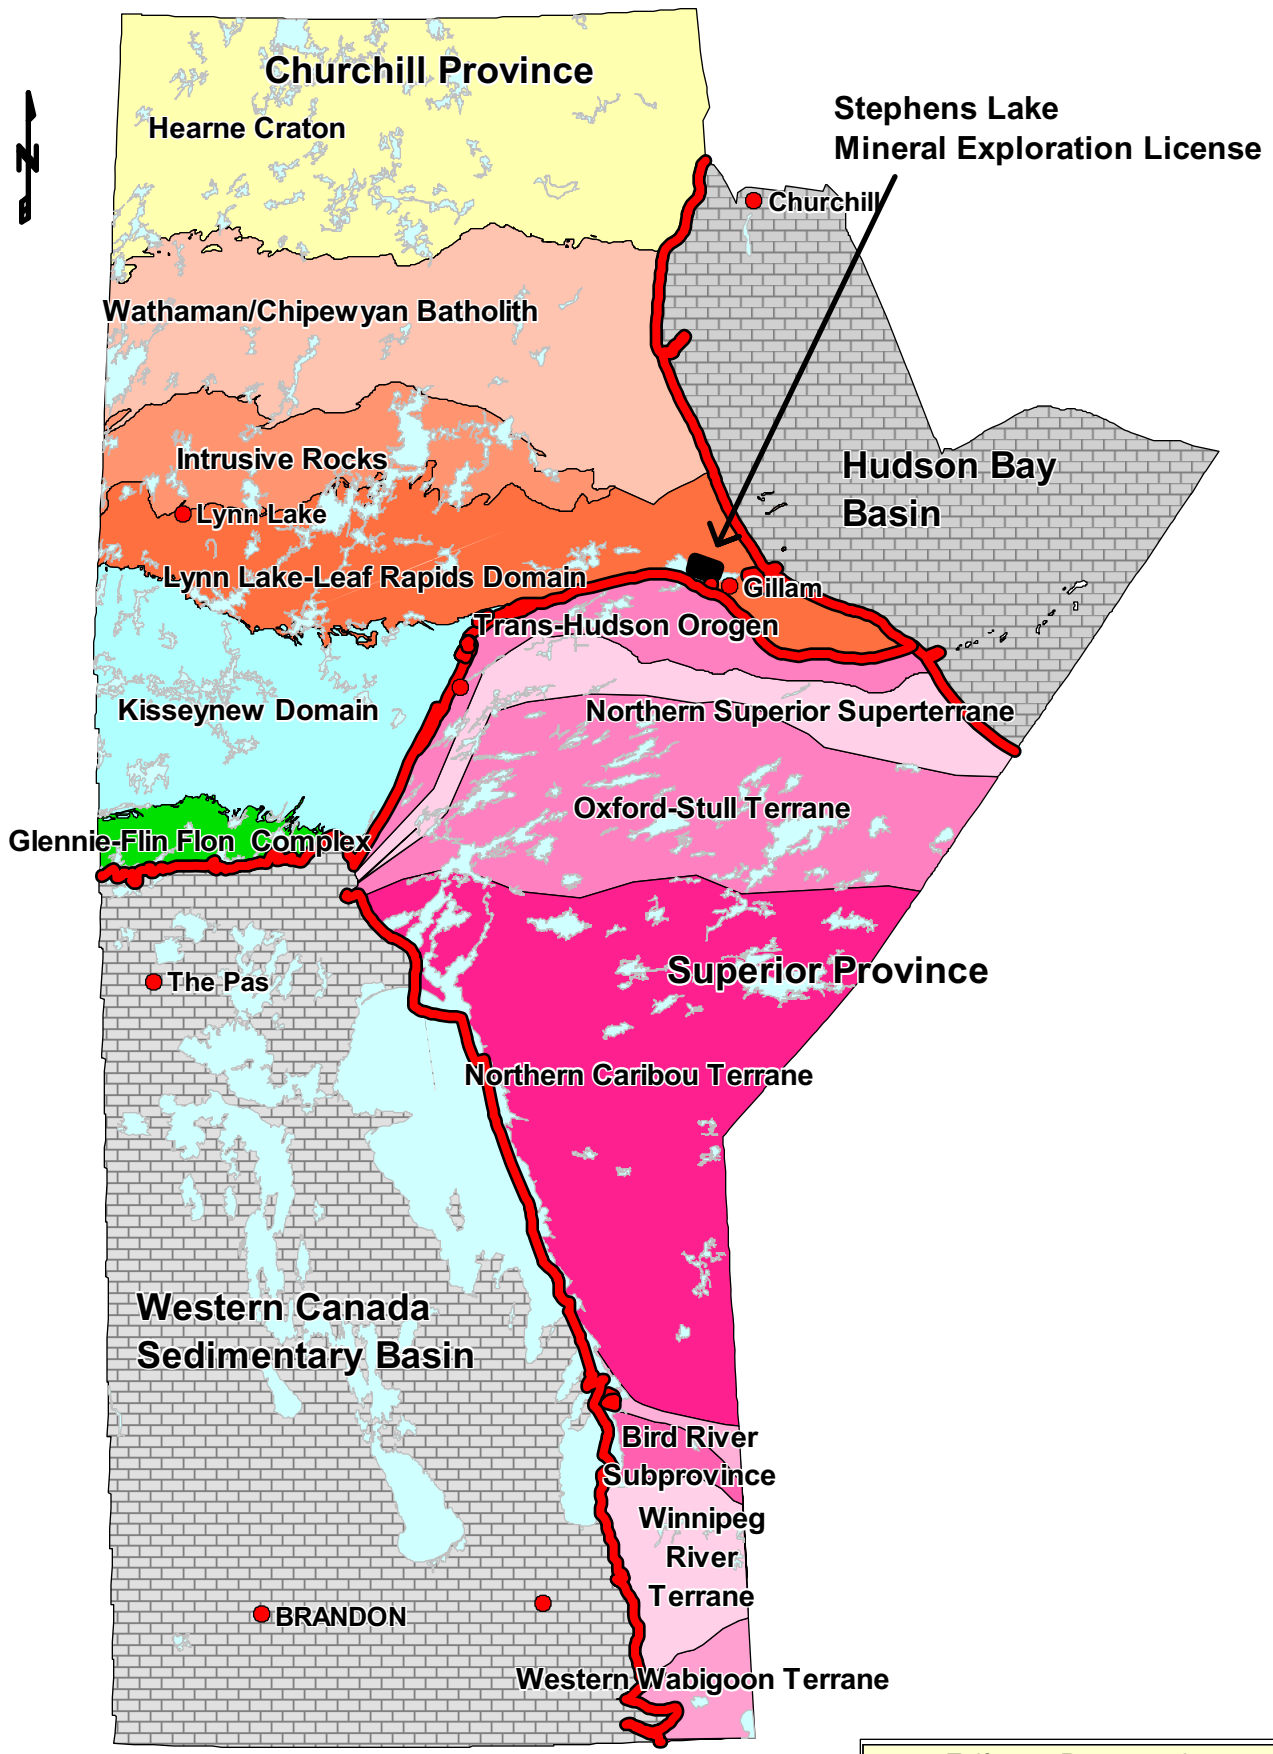 Churchill Province
Hearne Craton
Stephens Lake
Mineral Exploration License
N
Churchill
Wathaman/Chipewyan Batholith
Intrusive Rocks
Hudson Bay
Basin
Lynn Lake
Lynn Lake-Leaf Rapids Domain
Gillam
Trans-Hudson Orogen
Kisseynew Domain
Northern Superior Superterrane
Oxford-Stull Terrane
Glennie-Flin Flon Complex
Superior Province
The Pas
Northern Caribou Terrane
Western Canada
Sedimentary Basin
Bird River
Subprovince
Winnipeg
River
Terrane
BRANDON
Western Wabigoon Terrane